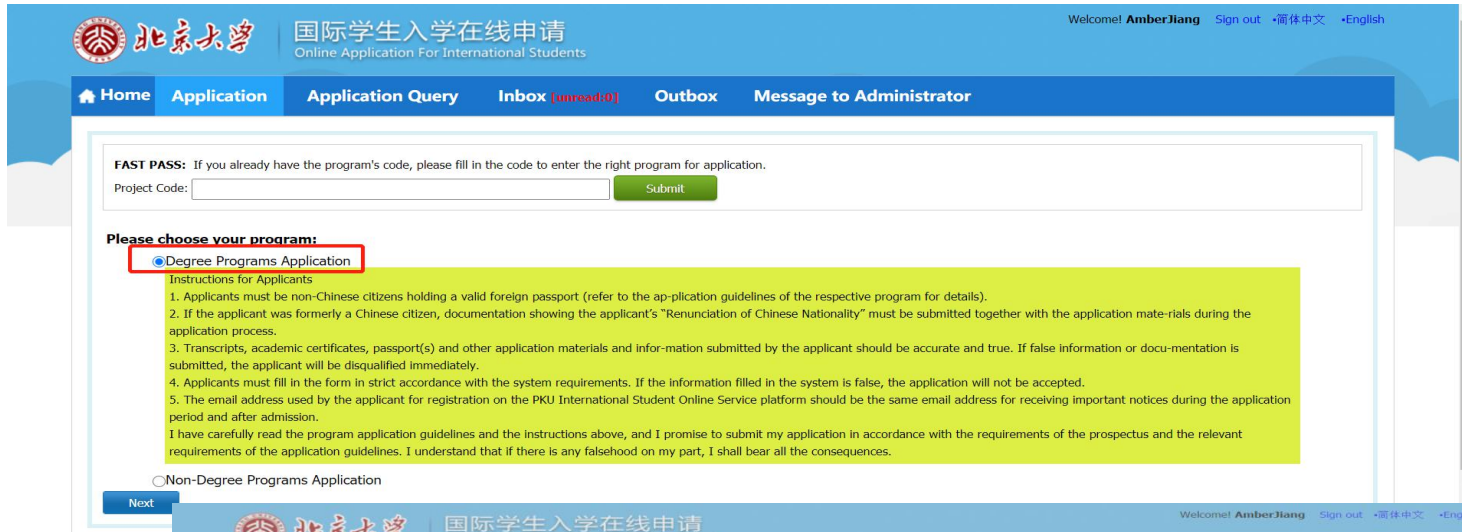 北京大学
国际学生入学在线申请
Online Application For International Students
Welcome! AmberJiang Sign out •简体中文 •English
Home Application Application Query Inbox [unread:0] Outbox Message to Administrator
FAST PASS: If you already have the program's code, please fill in the code to enter the right program for application.
Project Code: Submit
Please choose your program:
Degree Programs Application
Instructions for Applicants
1. Applicants must be non-Chinese citizens holding a valid foreign passport (refer to the ap-plication guidelines of the respective program for details).
2. If the applicant was formerly a Chinese citizen, documentation showing the applicant's “Renunciation of Chinese Nationality” must be submitted together with the application mate-rials during the
application process.
3. Transcripts, academic certificates, passport(s) and other application materials and infor-mation submitted by the applicant should be accurate and true. If false information or docu-mentation is
submitted, the applicant will be disqualified immediately.
4. Applicants must fill in the form in strict accordance with the system requirements. If the information filled in the system is false, the application will not be accepted.
5. The email address used by the applicant for registration on the PKU International Student Online Service platform should be the same email address for receiving important notices during the application
period and after admission.
I have carefully read the program application guidelines and the instructions above, and I promise to submit my application in accordance with the requirements of the prospectus and the relevant
requirements of the application guidelines. I understand that if there is any falsehood on my part, I shall bear all the consequences.
Non-Degree Programs Application
Next
北京大学 国际学生入学在线申请
Welcome! AmberJiang Sign out •简体中文 •Eng